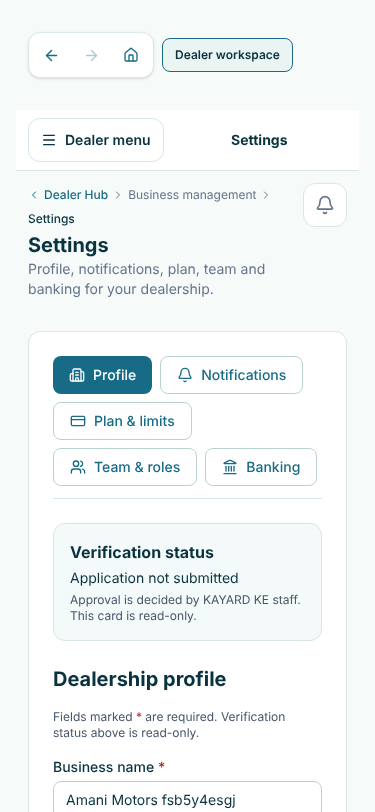 Dealer workspace
Dealer menu
Settings
Dealer Hub
Business management
Settings
Settings
Profile, notifications, plan, team and
banking for your dealership.
Profile
Notifications
Plan & limits
Team & roles
Banking
Verification status
Application not submitted
Approval is decided by KAYARD KE staff.
This card is read-only.
Dealership profile
Fields marked * are required. Verification
status above is read-only.
Business name *
Amani Motors fsb5y4esgj